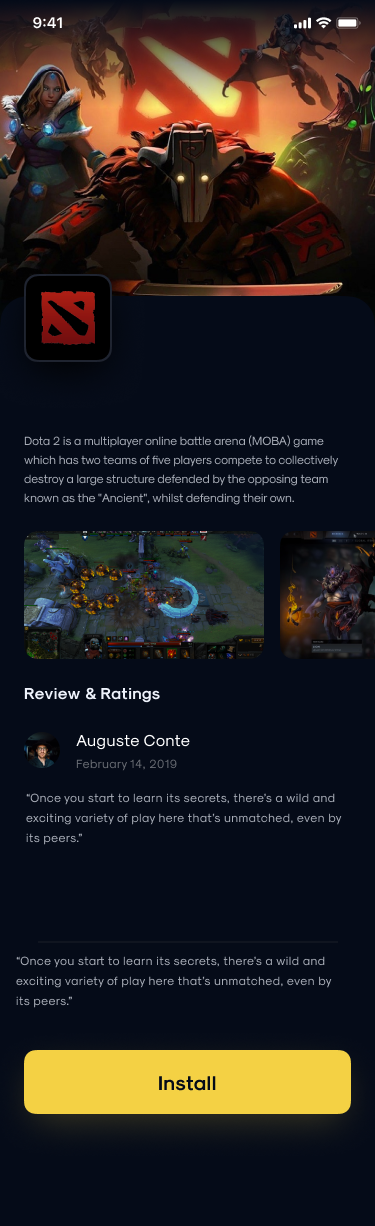 9:41
Dota 2 is a multiplayer online battle arena (MOBA) game
which has two teams of five players compete to collectively
destroy a large structure defended by the opposing team
known as the "Ancient", whilst defending their own.
Review & Ratings
Auguste Conte
February 14, 2019
“Once you start to learn its secrets, there’s a wild and
exciting variety of play here that’s unmatched, even by
its peers.”
“Once you start to learn its secrets, there’s a wild and
exciting variety of play here that’s unmatched, even by
its peers.”
Install